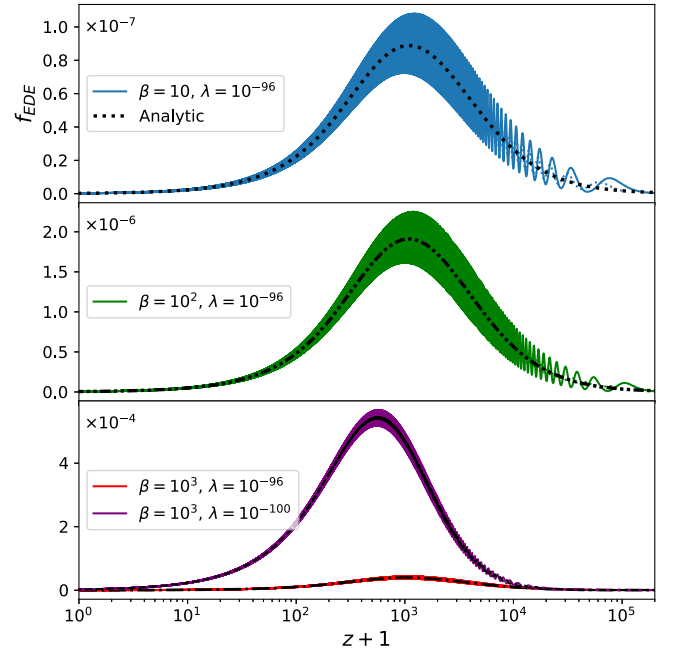 ×10⁻⁷
1.0
0.8
0.6
0.4
0.2
0.0
f_EDE
β = 10, λ = 10⁻⁹⁶
Analytic
×10⁻⁶
2.0
1.5
1.0
0.5
0.0
β = 10², λ = 10⁻⁹⁶
×10⁻⁴
4
2
0
β = 10³, λ = 10⁻⁹⁶
β = 10³, λ = 10⁻¹⁰⁰
10⁰ 10¹ 10² 10³ 10⁴ 10⁵
z + 1